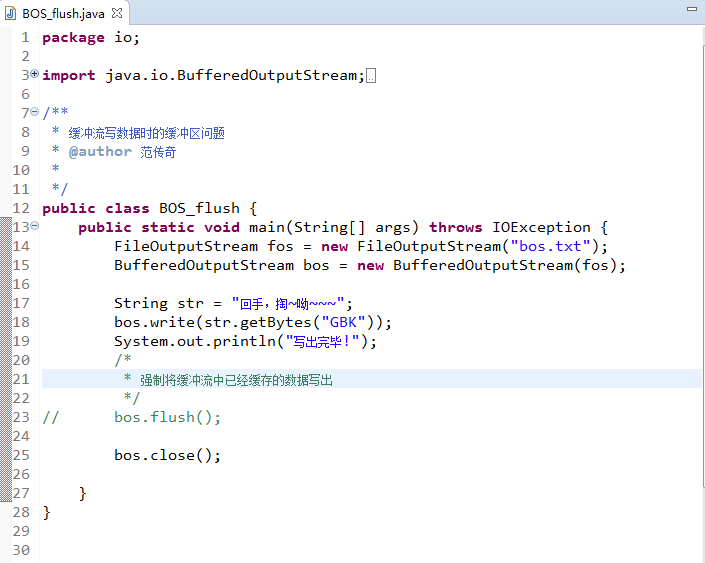 BOS_flush.java
1 package io;
2
3 import java.io.BufferedOutputStream;
6
7 /**
8  * 缓冲流写数据时的缓冲区问题
9  * @author 范传奇
10  *
11  */
12 public class BOS_flush {
13     public static void main(String[] args) throws IOException {
14         FileOutputStream fos = new FileOutputStream("bos.txt");
15         BufferedOutputStream bos = new BufferedOutputStream(fos);
16
17         String str = "回手，掏~呦~~~";
18         bos.write(str.getBytes("GBK"));
19         System.out.println("写出完毕!");
20         /*
21          * 强制将缓冲流中已经缓存的数据写出
22          */
23 //      bos.flush();
24
25         bos.close();
26
27     }
28 }
29
30